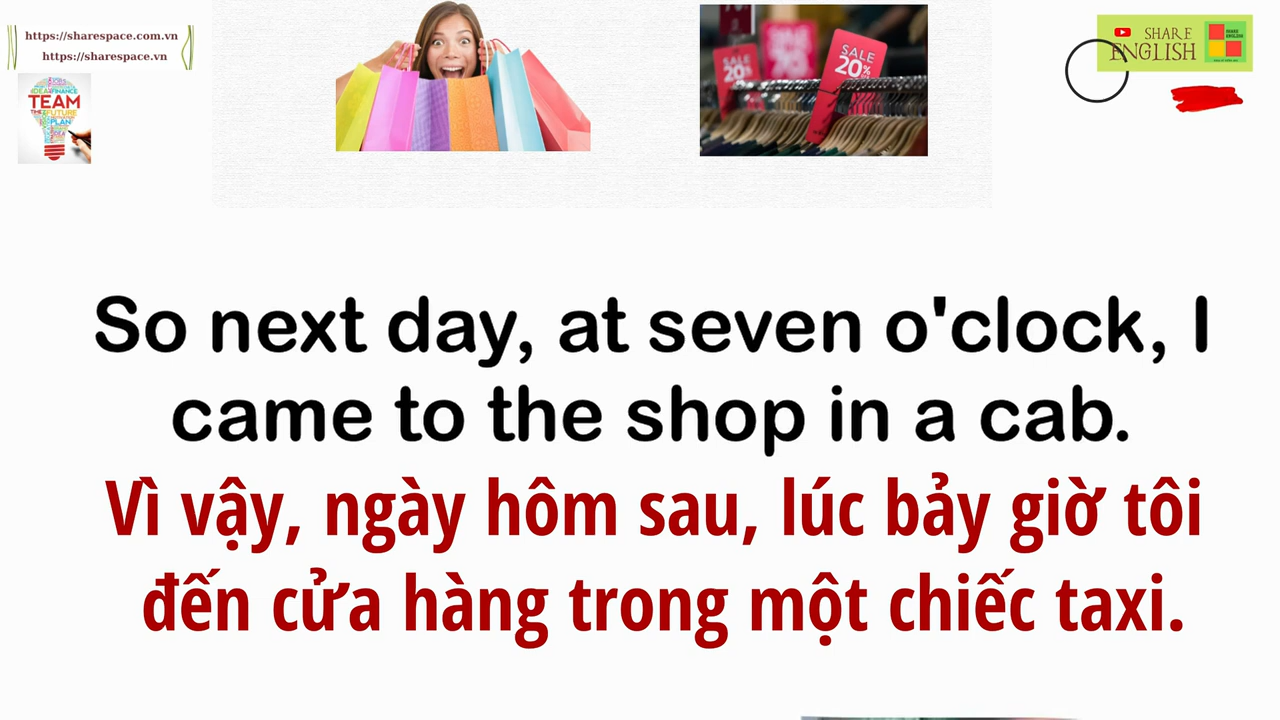 https://sharespace.com.vn
https://sharespace.vn
TEAM
FUTURE
PLAN
SALE
20%
SALE
20%
SHARE
ENGLISH
So next day, at seven o'clock, I
came to the shop in a cab.
Vì vậy, ngày hôm sau, lúc bảy giờ tôi
đến cửa hàng trong một chiếc taxi.